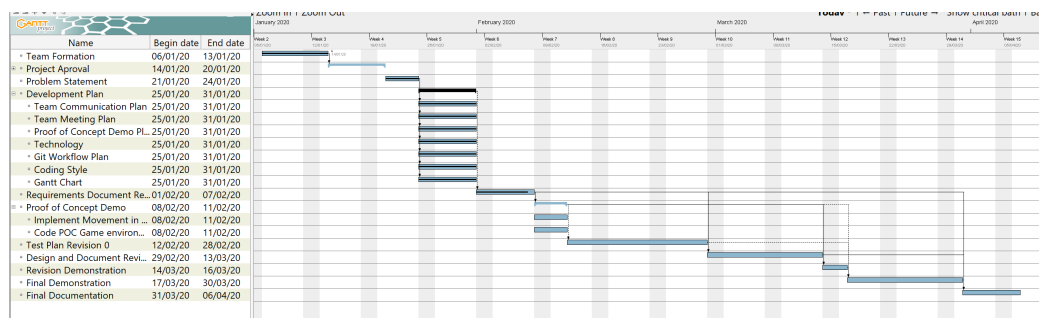 Zoom In | Zoom Out
Today ← Past | Future → Show critical path | Ba
GANTT
project
January 2020 February 2020 March 2020 April 2020
Week 2 Week 3 Week 4 Week 5 Week 6 Week 7 Week 8 Week 9 Week 10 Week 11 Week 12 Week 13 Week 14 Week 15
Name Begin date End date
Team Formation 06/01/20 13/01/20
Project Aproval 14/01/20 20/01/20
Problem Statement 21/01/20 24/01/20
Development Plan 25/01/20 31/01/20
Team Communication Plan 25/01/20 31/01/20
Team Meeting Plan 25/01/20 31/01/20
Proof of Concept Demo Pl... 25/01/20 31/01/20
Technology 25/01/20 31/01/20
Git Workflow Plan 25/01/20 31/01/20
Coding Style 25/01/20 31/01/20
Gantt Chart 25/01/20 31/01/20
Requirements Document Re... 01/02/20 07/02/20
Proof of Concept Demo 08/02/20 11/02/20
Implement Movement in ... 08/02/20 11/02/20
Code POC Game environ... 08/02/20 11/02/20
Test Plan Revision 0 12/02/20 28/02/20
Design and Document Revi... 29/02/20 13/03/20
Revision Demonstration 14/03/20 16/03/20
Final Demonstration 17/03/20 30/03/20
Final Documentation 31/03/20 06/04/20